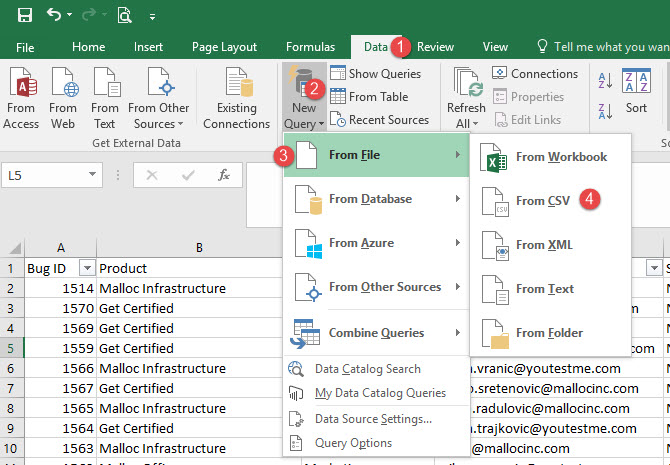 File Home Insert Page Layout Formulas Data 1 Review View Tell me what you wan
From Access
From Web
From Text
From Other Sources
Existing Connections
Get External Data
New Query 2
Show Queries
From Table
Recent Sources
Refresh All
Connections
Properties
Edit Links
Sort
3 From File
From Database
From Azure
From Other Sources
Combine Queries
Data Catalog Search
My Data Catalog Queries
Data Source Settings...
Query Options
From Workbook
From CSV 4
From XML
From Text
From Folder
L5 fx
A B
1 Bug ID Product
2 1514 Malloc Infrastructure
3 1570 Get Certified com
4 1569 Get Certified
5 1559 Get Certified
6 1566 Malloc Infrastructure .vranic@youtestme.com
7 1567 Get Certified o.sretenovic@mallocinc.com
8 1565 Malloc Infrastructure .radulovic@mallocinc.com
9 1564 Get Certified .trajkovic@youtestme.com
10 1563 Malloc Infrastructure @mallocinc.com